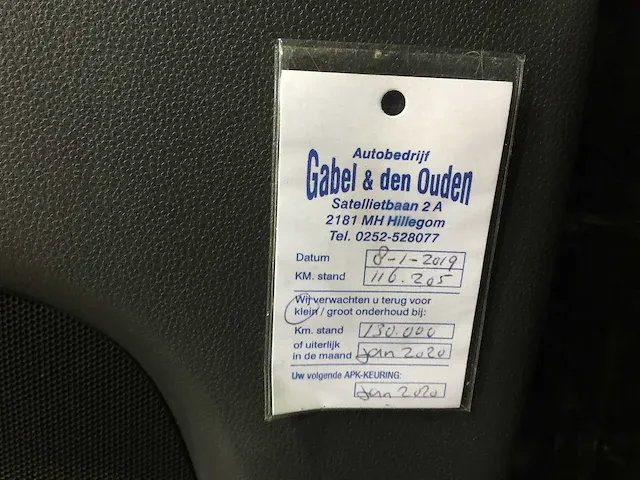 Autobedrijf
Gabel & den Ouden
Satellietbaan 2 A
2181 MH Hillegom
Tel. 0252-528077
Datum 8-1-2019
KM. stand 116.205
Wij verwachten u terug voor
klein / groot onderhoud bij:
Km. stand 130.000
of uiterlijk
in de maand jan 2020
Uw volgende APK-KEURING:
jan 2020